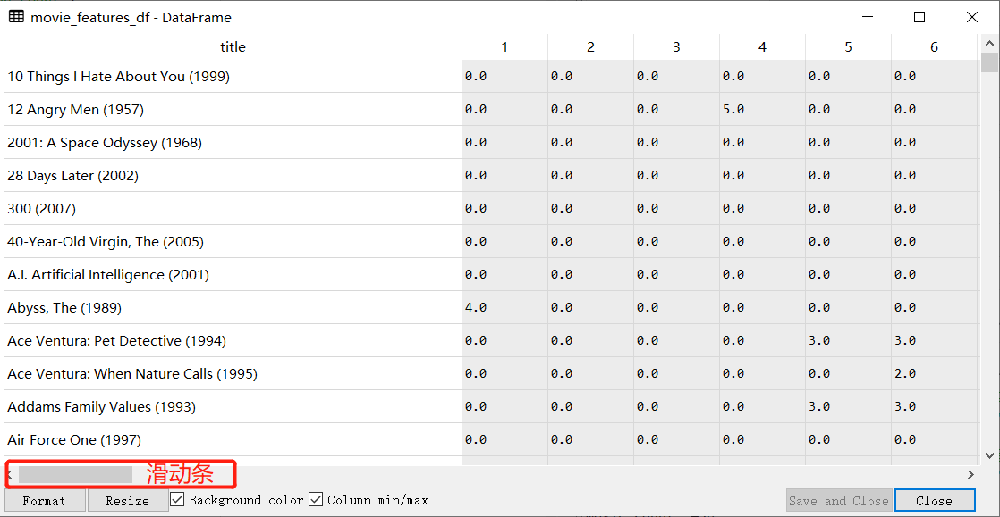 movie_features_df - DataFrame
title 1 2 3 4 5 6
10 Things I Hate About You (1999) 0.0 0.0 0.0 0.0 0.0 0.0
12 Angry Men (1957) 0.0 0.0 0.0 5.0 0.0 0.0
2001: A Space Odyssey (1968) 0.0 0.0 0.0 0.0 0.0 0.0
28 Days Later (2002) 0.0 0.0 0.0 0.0 0.0 0.0
300 (2007) 0.0 0.0 0.0 0.0 0.0 0.0
40-Year-Old Virgin, The (2005) 0.0 0.0 0.0 0.0 0.0 0.0
A.I. Artificial Intelligence (2001) 0.0 0.0 0.0 0.0 0.0 0.0
Abyss, The (1989) 4.0 0.0 0.0 0.0 0.0 0.0
Ace Ventura: Pet Detective (1994) 0.0 0.0 0.0 0.0 3.0 3.0
Ace Ventura: When Nature Calls (1995) 0.0 0.0 0.0 0.0 0.0 2.0
Addams Family Values (1993) 0.0 0.0 0.0 0.0 3.0 3.0
Air Force One (1997) 0.0 0.0 0.0 0.0 0.0 0.0
滑动条
Format Resize Background color Column min/max Save and Close Close